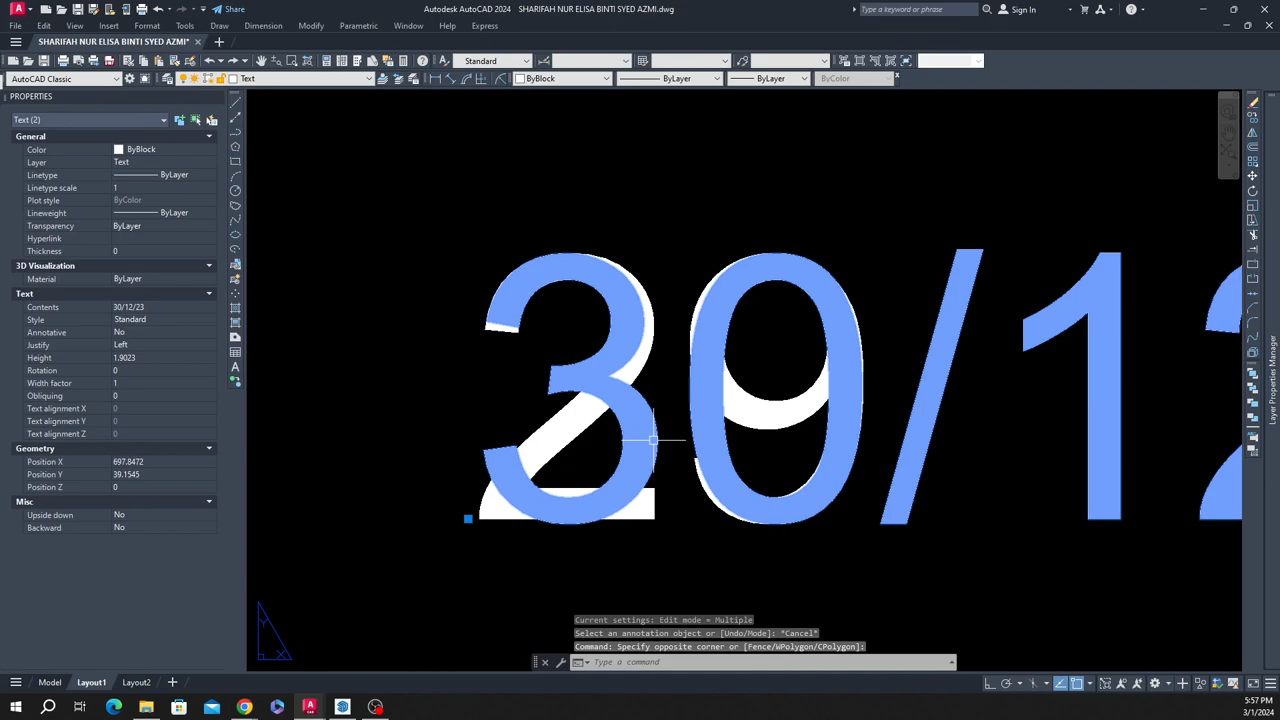 Share
Autodesk AutoCAD 2024 SHARIFAH NUR ELISA BINTI SYED AZMI.dwg
Type a keyword or phrase
Sign In
File Edit View Insert Format Tools Draw Dimension Modify Parametric Window Help Express
SHARIFAH NUR ELISA BINTI SYED AZMI*
Standard
AutoCAD Classic
Text
ByBlock
ByLayer
ByLayer
ByColor
PROPERTIES
Text (2)
General
Color ByBlock
Layer Text
Linetype ByLayer
Linetype scale 1
Plot style ByColor
Lineweight ByLayer
Transparency ByLayer
Hyperlink
Thickness 0
3D Visualization
Material ByLayer
Text
Contents 30/12/23
Style Standard
Annotative No
Justify Left
Height 1.9023
Rotation 0
Width factor 1
Obliquing 0
Text alignment X 0
Text alignment Y 0
Text alignment Z 0
Geometry
Position X 697.8472
Position Y 39.1545
Position Z 0
Misc
Upside down No
Backward No
30/12
29
Layer Properties Manager
Current settings: Edit mode = Multiple
Select an annotation object or [Undo/Mode]: *Cancel*
Command: Specify opposite corner or [Fence/WPolygon/CPolygon]:
Type a command
Model Layout1 Layout2
5:57 PM
3/1/2024